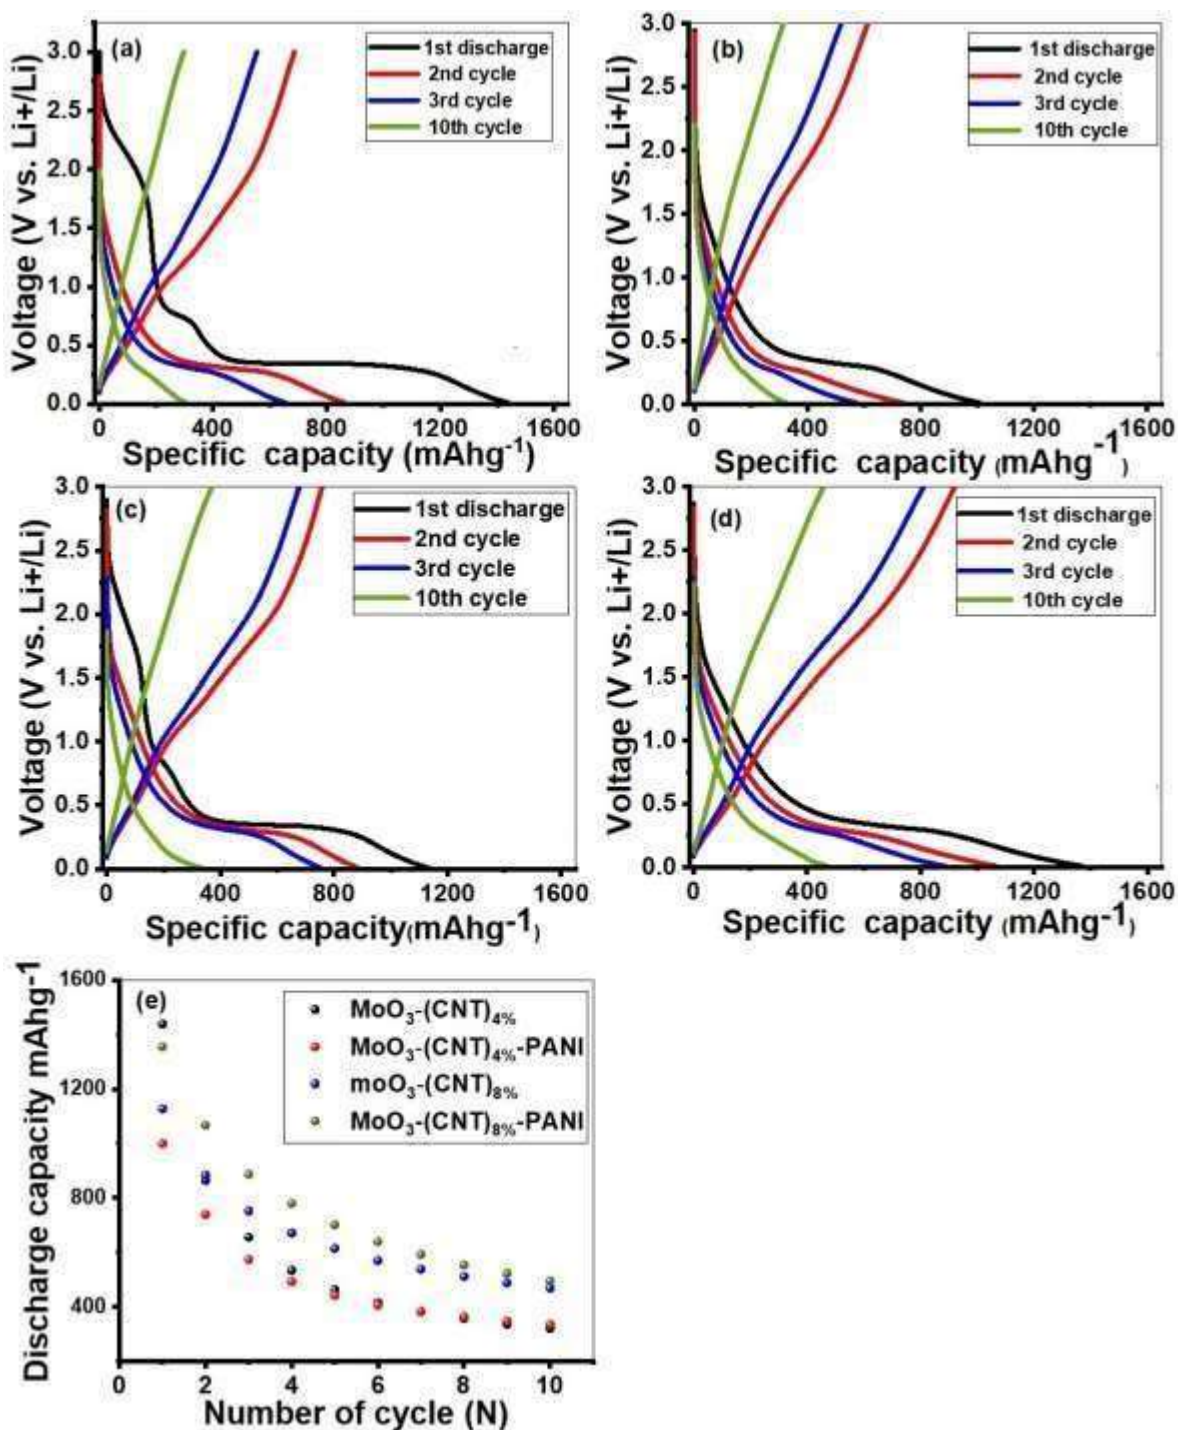 (a)
1st discharge
2nd cycle
3rd cycle
10th cycle
3.0
2.5
2.0
1.5
1.0
0.5
0.0
0 400 800 1200 1600
Voltage (V vs. Li+/Li)
Specific capacity (mAhg-1)
(b)
1st discharge
2nd cycle
3rd cycle
10th cycle
3.0
2.5
2.0
1.5
1.0
0.5
0.0
0 400 800 1200 1600
Voltage (V vs. Li+/Li)
Specific capacity (mAhg-1)
(c)
1st discharge
2nd cycle
3rd cycle
10th cycle
3.0
2.5
2.0
1.5
1.0
0.5
0.0
0 400 800 1200 1600
Voltage (V vs. Li+/Li)
Specific capacity(mAhg-1)
(d)
1st discharge
2nd cycle
3rd cycle
10th cycle
3.0
2.5
2.0
1.5
1.0
0.5
0.0
0 400 800 1200 1600
Voltage (V vs. Li+/Li)
Specific capacity (mAhg-1)
(e)
MoO3-(CNT)4%
MoO3-(CNT)4%-PANI
moO3-(CNT)8%
MoO3-(CNT)8%-PANI
1600
1200
800
400
0 2 4 6 8 10
Discharge capacity mAhg-1
Number of cycle (N)